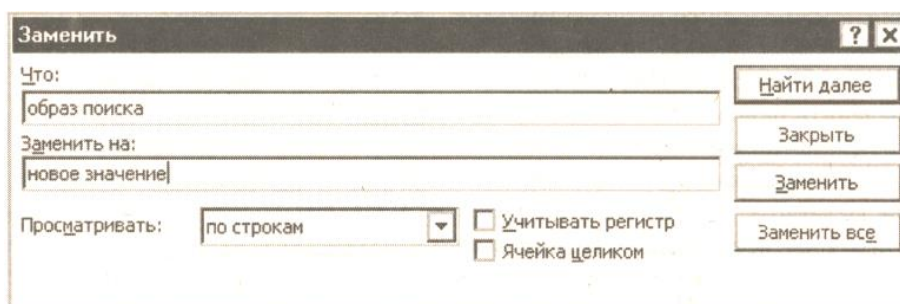 Заменить
Что:
образ поиска
Заменить на:
новое значение
Просматривать: по строкам
Учитывать регистр
Ячейка целиком
Найти далее
Закрыть
Заменить
Заменить все